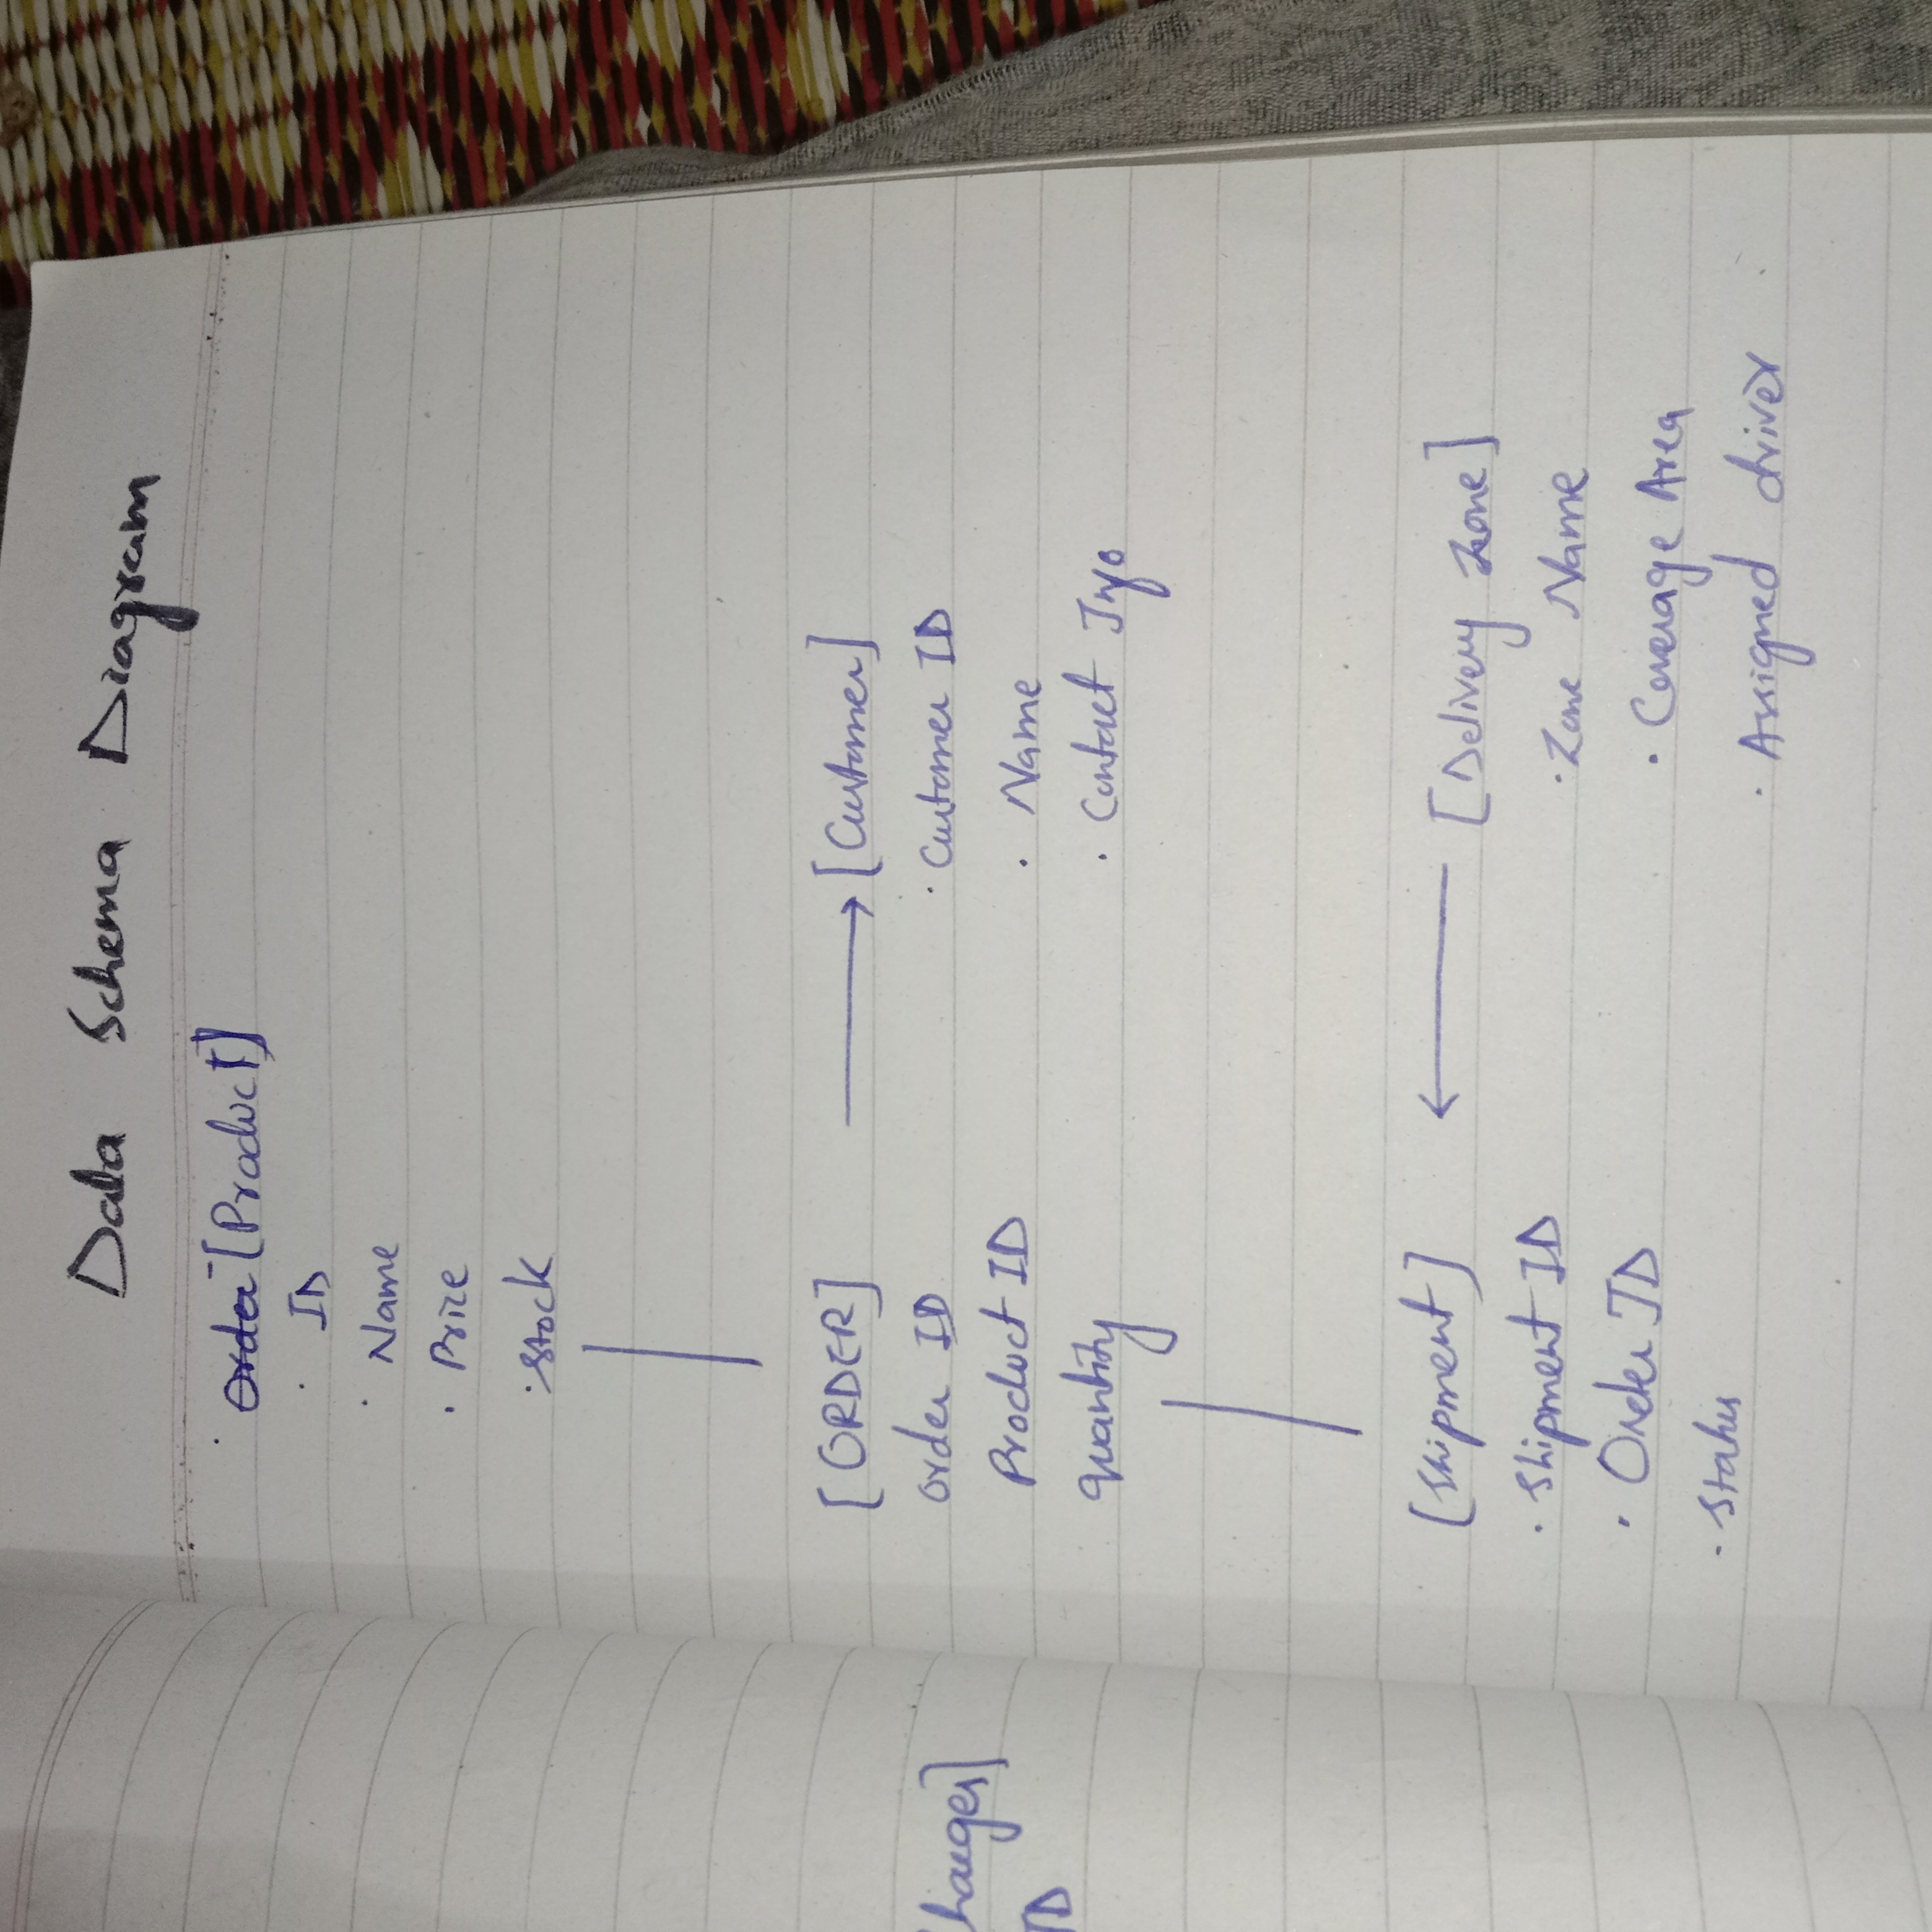 Data Schema Diagram
· Order [Product]
· ID
· Name
· Price
· Stock
[ORDER] → [Customer]
Order ID · Customer ID
Product ID · Name
quantity · Contact Info
[Shipment] ← [Delivery zone]
· Shipment ID · Zone Name
· Order ID · Coverage Area
· Status · Assigned driver
ID